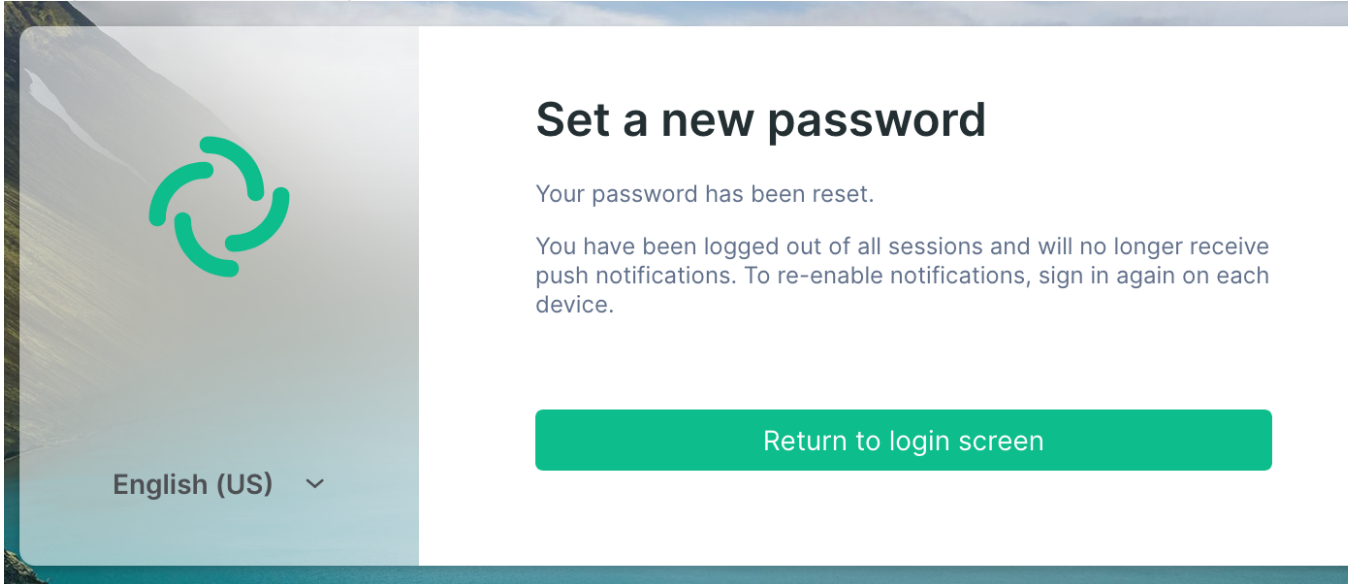 Set a new password
Your password has been reset.
You have been logged out of all sessions and will no longer receive
push notifications. To re-enable notifications, sign in again on each
device.
Return to login screen
English (US)